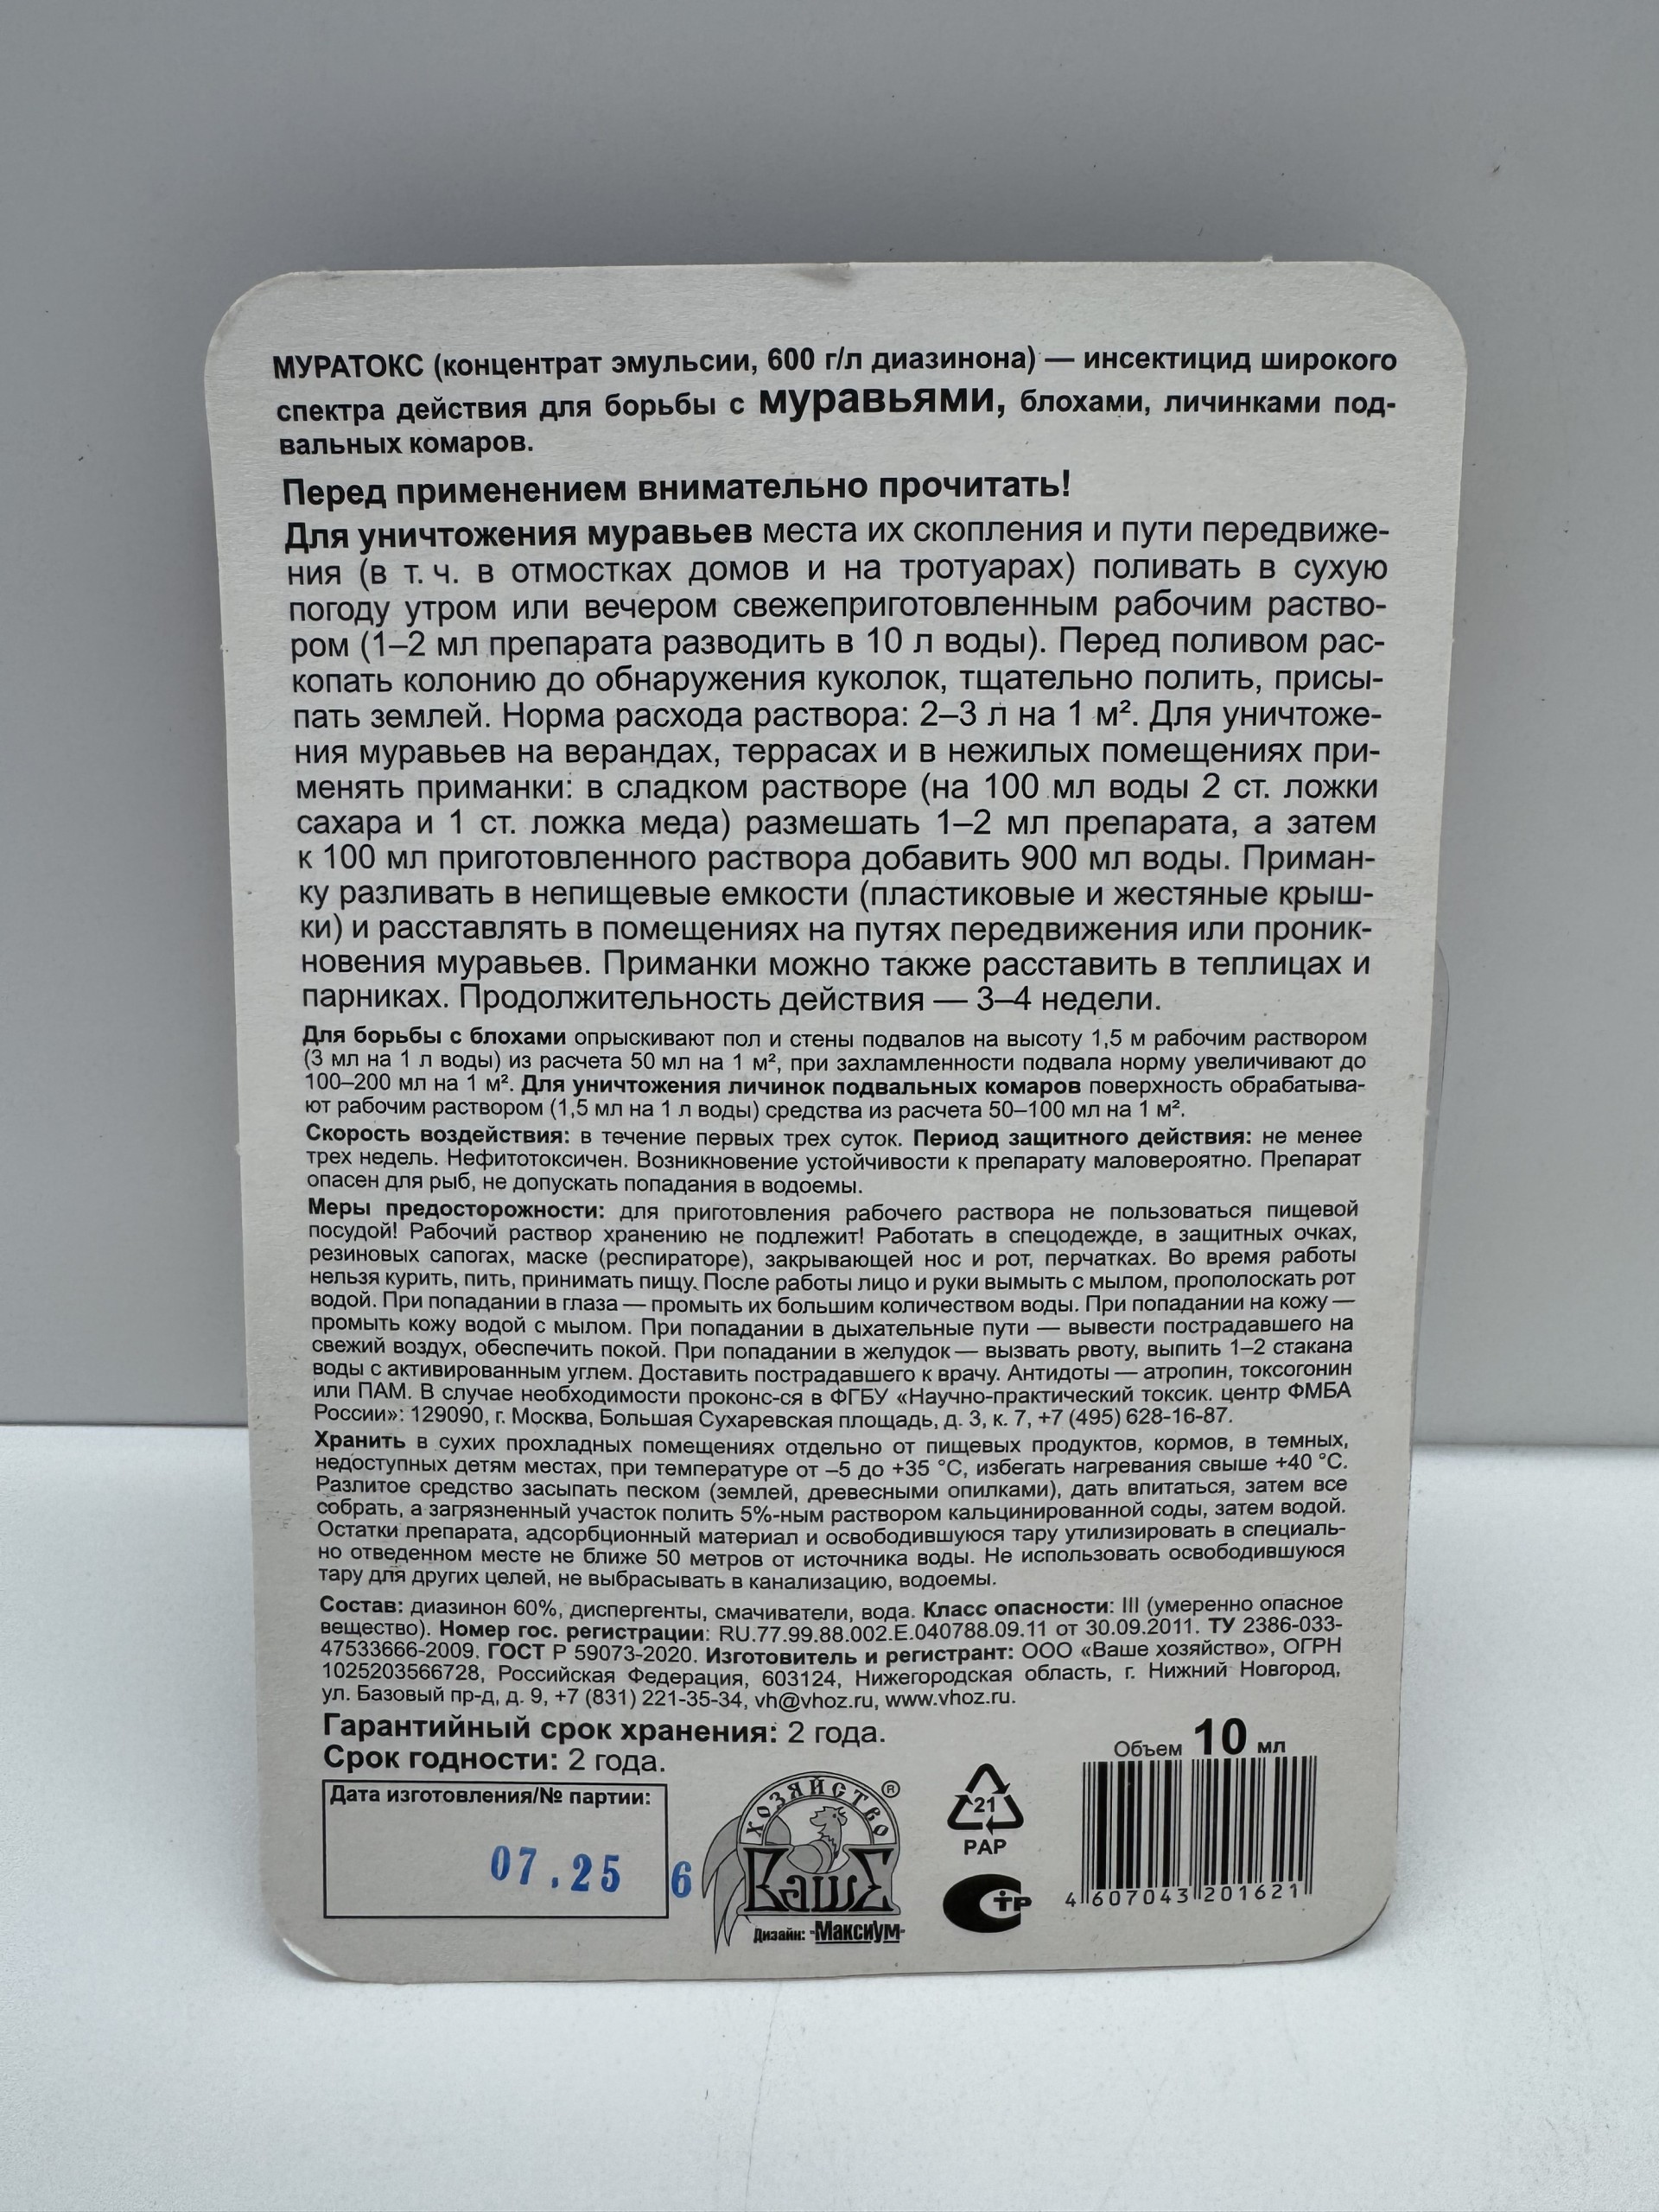 МУРАТОКС (концентрат эмульсии, 600 г/л диазинона) — инсектицид широкого
спектра действия для борьбы с муравьями, блохами, личинками под-
вальных комаров.
Перед применением внимательно прочитать!
Для уничтожения муравьев места их скопления и пути передвиже-
ния (в т. ч. в отмостках домов и на тротуарах) поливать в сухую
погоду утром или вечером свежеприготовленным рабочим раство-
ром (1–2 мл препарата разводить в 10 л воды). Перед поливом рас-
копать колонию до обнаружения куколок, тщательно полить, присы-
пать землей. Норма расхода раствора: 2–3 л на 1 м². Для уничтоже-
ния муравьев на верандах, террасах и в нежилых помещениях при-
менять приманки: в сладком растворе (на 100 мл воды 2 ст. ложки
сахара и 1 ст. ложка меда) размешать 1–2 мл препарата, а затем
к 100 мл приготовленного раствора добавить 900 мл воды. Приман-
ку разливать в непищевые емкости (пластиковые и жестяные крыш-
ки) и расставлять в помещениях на путях передвижения или проник-
новения муравьев. Приманки можно также расставить в теплицах и
парниках. Продолжительность действия — 3–4 недели.
Для борьбы с блохами опрыскивают пол и стены подвалов на высоту 1,5 м рабочим раствором
(3 мл на 1 л воды) из расчета 50 мл на 1 м², при захламленности подвала норму увеличивают до
100–200 мл на 1 м². Для уничтожения личинок подвальных комаров поверхность обрабатыва-
ют рабочим раствором (1,5 мл на 1 л воды) средства из расчета 50–100 мл на 1 м².
Скорость воздействия: в течение первых трех суток. Период защитного действия: не менее
трех недель. Нефитотоксичен. Возникновение устойчивости к препарату маловероятно. Препарат
опасен для рыб, не допускать попадания в водоемы.
Меры предосторожности: для приготовления рабочего раствора не пользоваться пищевой
посудой! Рабочий раствор хранению не подлежит! Работать в спецодежде, в защитных очках,
резиновых сапогах, маске (респираторе), закрывающей нос и рот, перчатках. Во время работы
нельзя курить, пить, принимать пищу. После работы лицо и руки вымыть с мылом, прополоскать рот
водой. При попадании в глаза — промыть их большим количеством воды. При попадании на кожу —
промыть кожу водой с мылом. При попадании в дыхательные пути — вывести пострадавшего на
свежий воздух, обеспечить покой. При попадании в желудок — вызвать рвоту, выпить 1–2 стакана
воды с активированным углем. Доставить пострадавшего к врачу. Антидоты — атропин, токсогонин
или ПАМ. В случае необходимости проконс-ся в ФГБУ «Научно-практический токсик. центр ФМБА
России»: 129090, г. Москва, Большая Сухаревская площадь, д. 3, к. 7, +7 (495) 628-16-87.
Хранить в сухих прохладных помещениях отдельно от пищевых продуктов, кормов, в темных,
недоступных детям местах, при температуре от –5 до +35 °С, избегать нагревания свыше +40 °С.
Разлитое средство засыпать песком (землей, древесными опилками), дать впитаться, затем все
собрать, а загрязненный участок полить 5%-ным раствором кальцинированной соды, затем водой.
Остатки препарата, адсорбционный материал и освободившуюся тару утилизировать в специаль-
но отведенном месте не ближе 50 метров от источника воды. Не использовать освободившуюся
тару для других целей, не выбрасывать в канализацию, водоемы.
Состав: диазинон 60%, диспергенты, смачиватели, вода. Класс опасности: III (умеренно опасное
вещество). Номер гос. регистрации: RU.77.99.88.002.E.040788.09.11 от 30.09.2011. ТУ 2386-033-
47533666-2009. ГОСТ Р 59073-2020. Изготовитель и регистрант: ООО «Ваше хозяйство», ОГРН
1025203566728, Российская Федерация, 603124, Нижегородская область, г. Нижний Новгород,
ул. Базовый пр-д, д. 9, +7 (831) 221-35-34, vh@vhoz.ru, www.vhoz.ru.
Гарантийный срок хранения: 2 года.
Срок годности: 2 года.
Дата изготовления/№ партии:
07.25 6
ХОЗЯЙСТВО ®
ВАШЕ
Дизайн: "Максиум"
21
PAP
СТР
Объем 10 мл
4 607043 201621